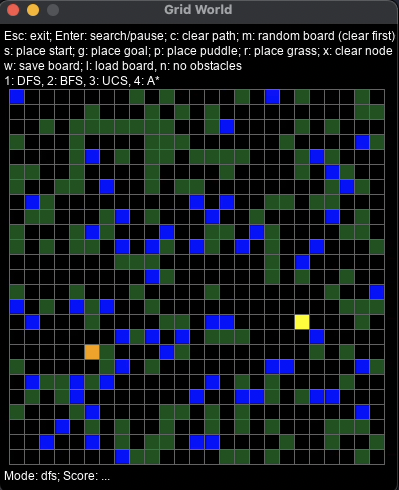 Grid World
Esc: exit; Enter: search/pause; c: clear path; m: random board (clear first)
s: place start; g: place goal; p: place puddle; r: place grass; x: clear node
w: save board; l: load board, n: no obstacles
1: DFS, 2: BFS, 3: UCS, 4: A*
Mode: dfs; Score: ...